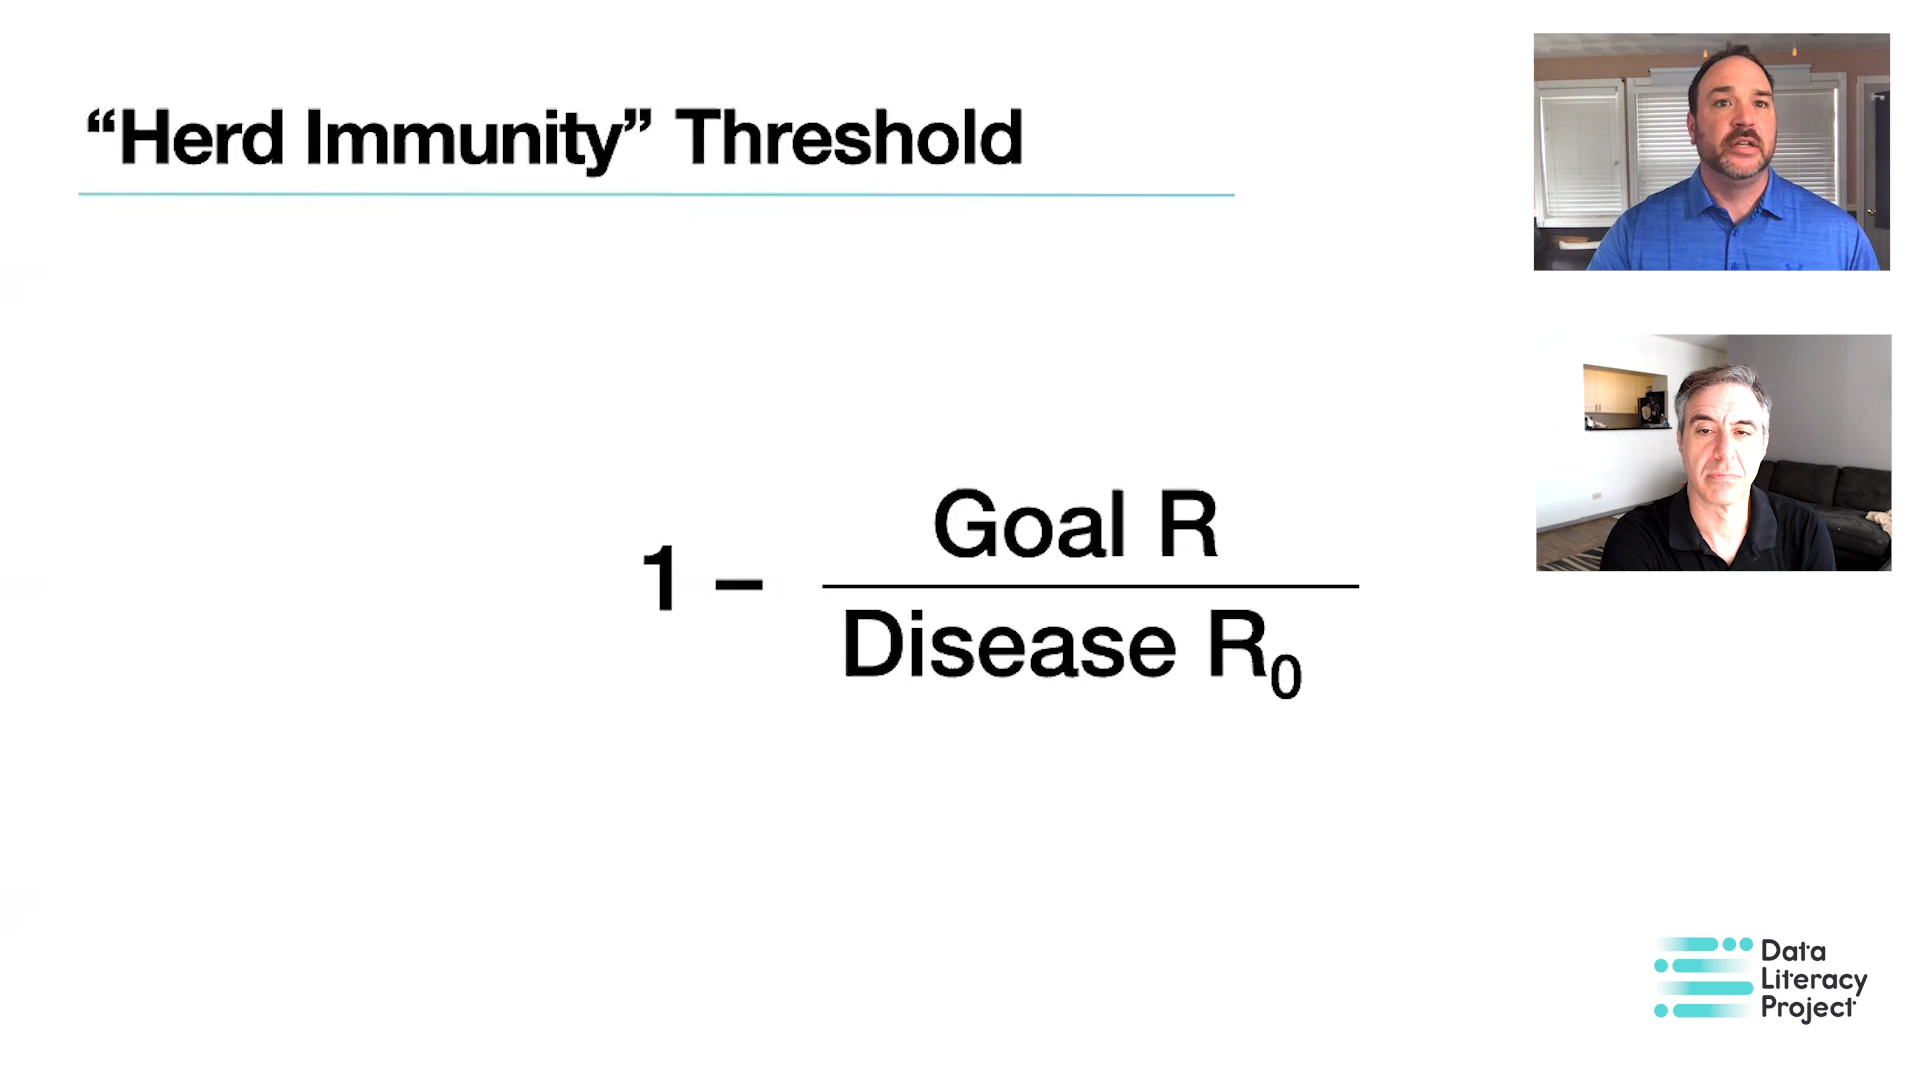 “Herd Immunity” Threshold
1 –
Goal R
Disease R₀
Data
Literacy
Project